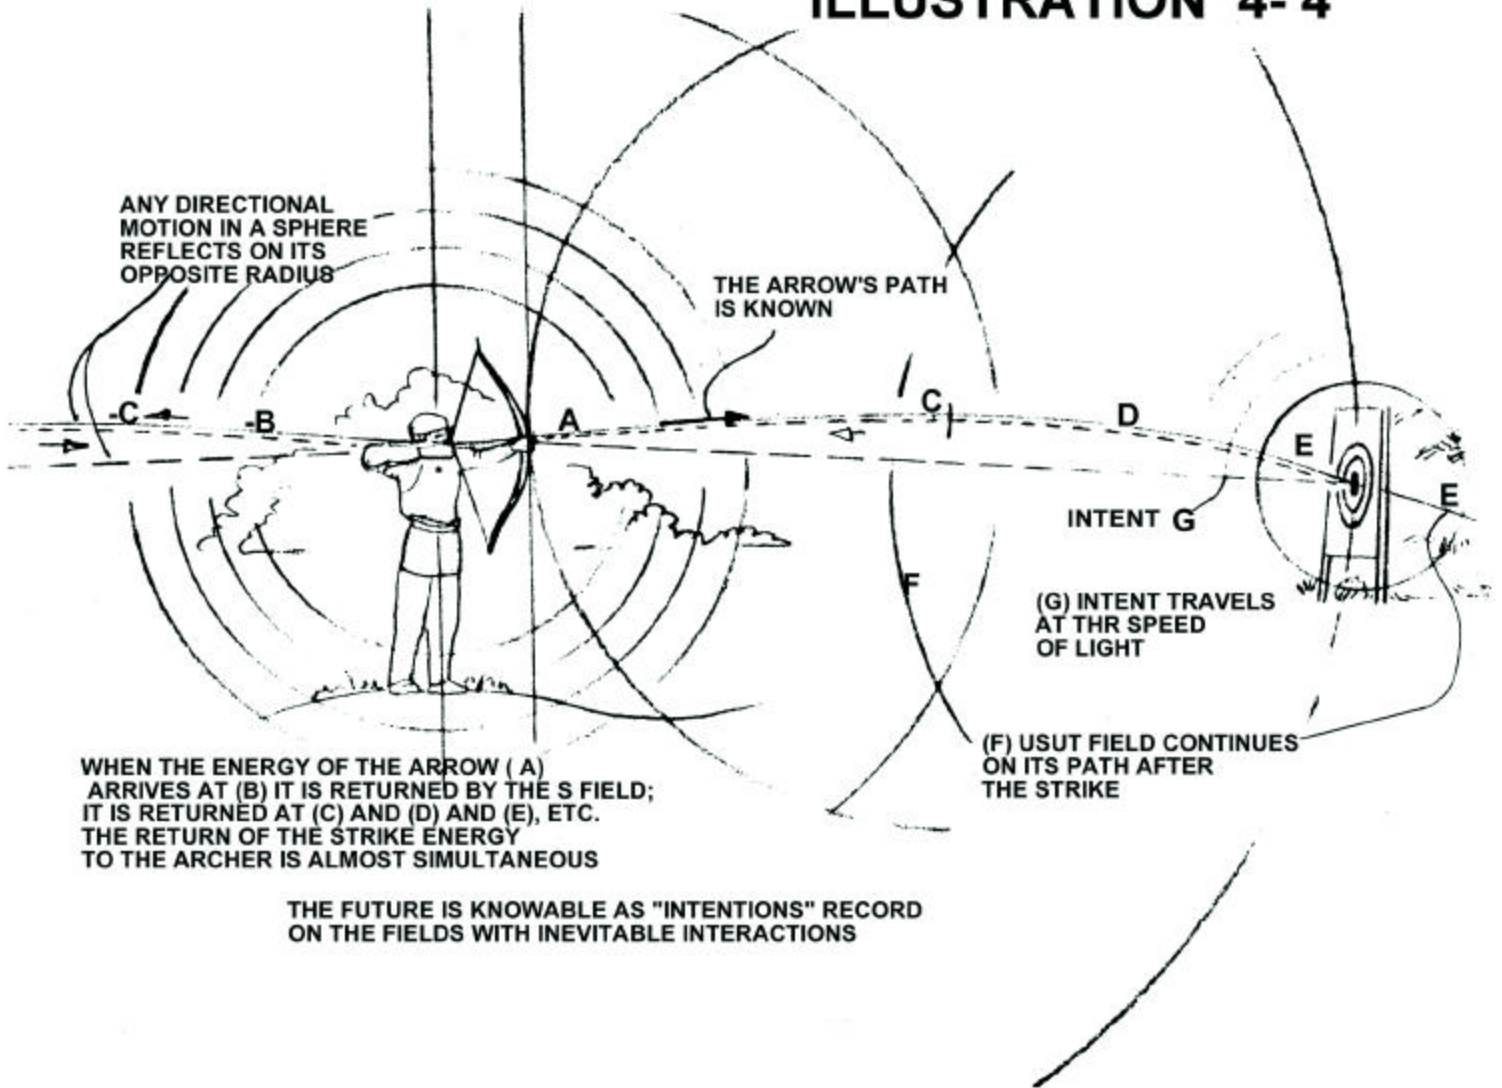 ILLUSTRATION 4-4
ANY DIRECTIONAL
MOTION IN A SPHERE
REFLECTS ON ITS
OPPOSITE RADIUS
THE ARROW'S PATH
IS KNOWN
-C
-B
A
C
D
E
E
INTENT G
F
(G) INTENT TRAVELS
AT THR SPEED
OF LIGHT
(F) USUT FIELD CONTINUES
ON ITS PATH AFTER
THE STRIKE
WHEN THE ENERGY OF THE ARROW ( A)
ARRIVES AT (B) IT IS RETURNED BY THE S FIELD;
IT IS RETURNED AT (C) AND (D) AND (E), ETC.
THE RETURN OF THE STRIKE ENERGY
TO THE ARCHER IS ALMOST SIMULTANEOUS
THE FUTURE IS KNOWABLE AS "INTENTIONS" RECORD
ON THE FIELDS WITH INEVITABLE INTERACTIONS